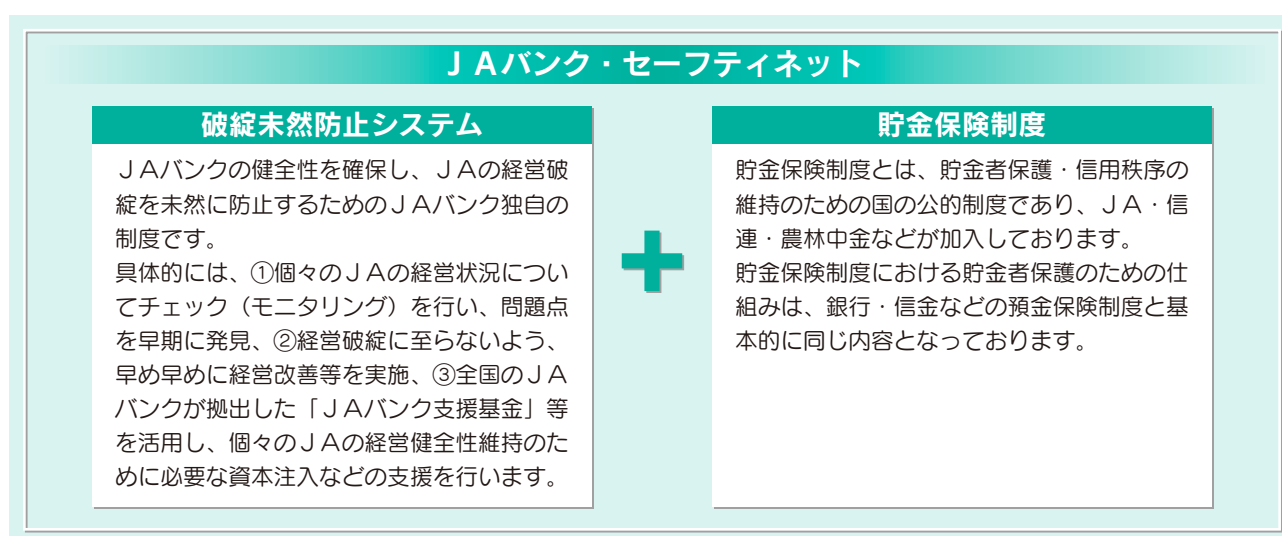 ＪＡバンク・セーフティネット
破綻未然防止システム
ＪＡバンクの健全性を確保し、ＪＡの経営破
綻を未然に防止するためのＪＡバンク独自の
制度です。
具体的には、①個々のＪＡの経営状況につい
てチェック（モニタリング）を行い、問題点
を早期に発見、②経営破綻に至らないよう、
早め早めに経営改善等を実施、③全国のＪＡ
バンクが拠出した「ＪＡバンク支援基金」等
を活用し、個々のＪＡの経営健全性維持のた
めに必要な資本注入などの支援を行います。
貯金保険制度
貯金保険制度とは、貯金者保護・信用秩序の
維持のための国の公的制度であり、ＪＡ・信
連・農林中金などが加入しております。
貯金保険制度における貯金者保護のための仕
組みは、銀行・信金などの預金保険制度と基
本的に同じ内容となっております。